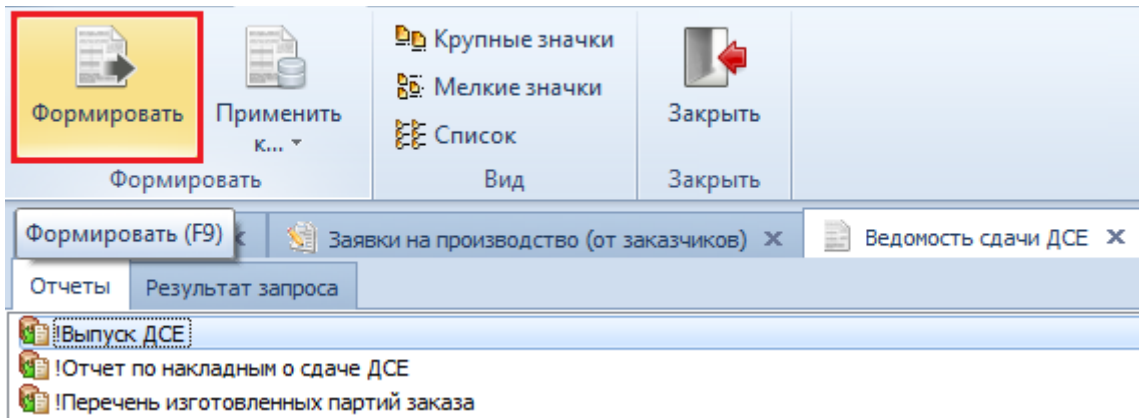 Формировать
Применить
к...
Крупные значки
Мелкие значки
Список
Закрыть
Формировать
Вид
Закрыть
Формировать (F9)
Заявки на производство (от заказчиков)
Ведомость сдачи ДСЕ
Отчеты
Результат запроса
!Выпуск ДСЕ
!Отчет по накладным о сдаче ДСЕ
!Перечень изготовленных партий заказа